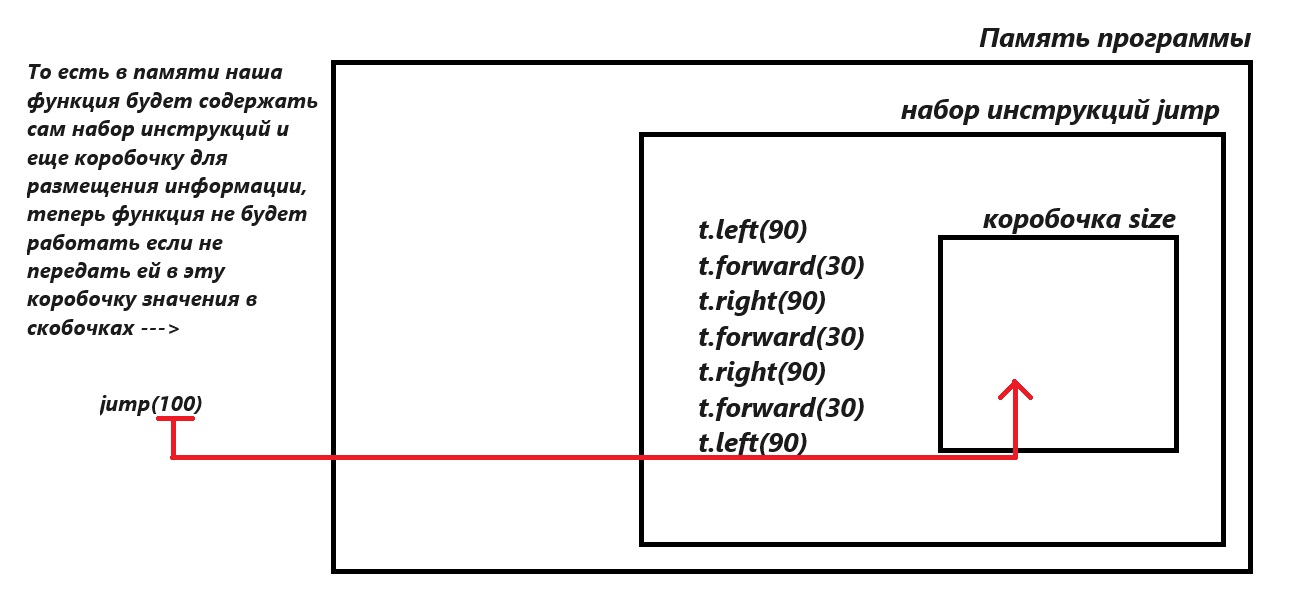 Память программы
То есть в памяти наша
функция будет содержать
сам набор инструкций и
еще коробочку для
размещения информации,
теперь функция не будет
работать если не
передать ей в эту
коробочку значения в
скобочках --->
jump(100)
набор инструкций jump
коробочка size
t.left(90)
t.forward(30)
t.right(90)
t.forward(30)
t.right(90)
t.forward(30)
t.left(90)